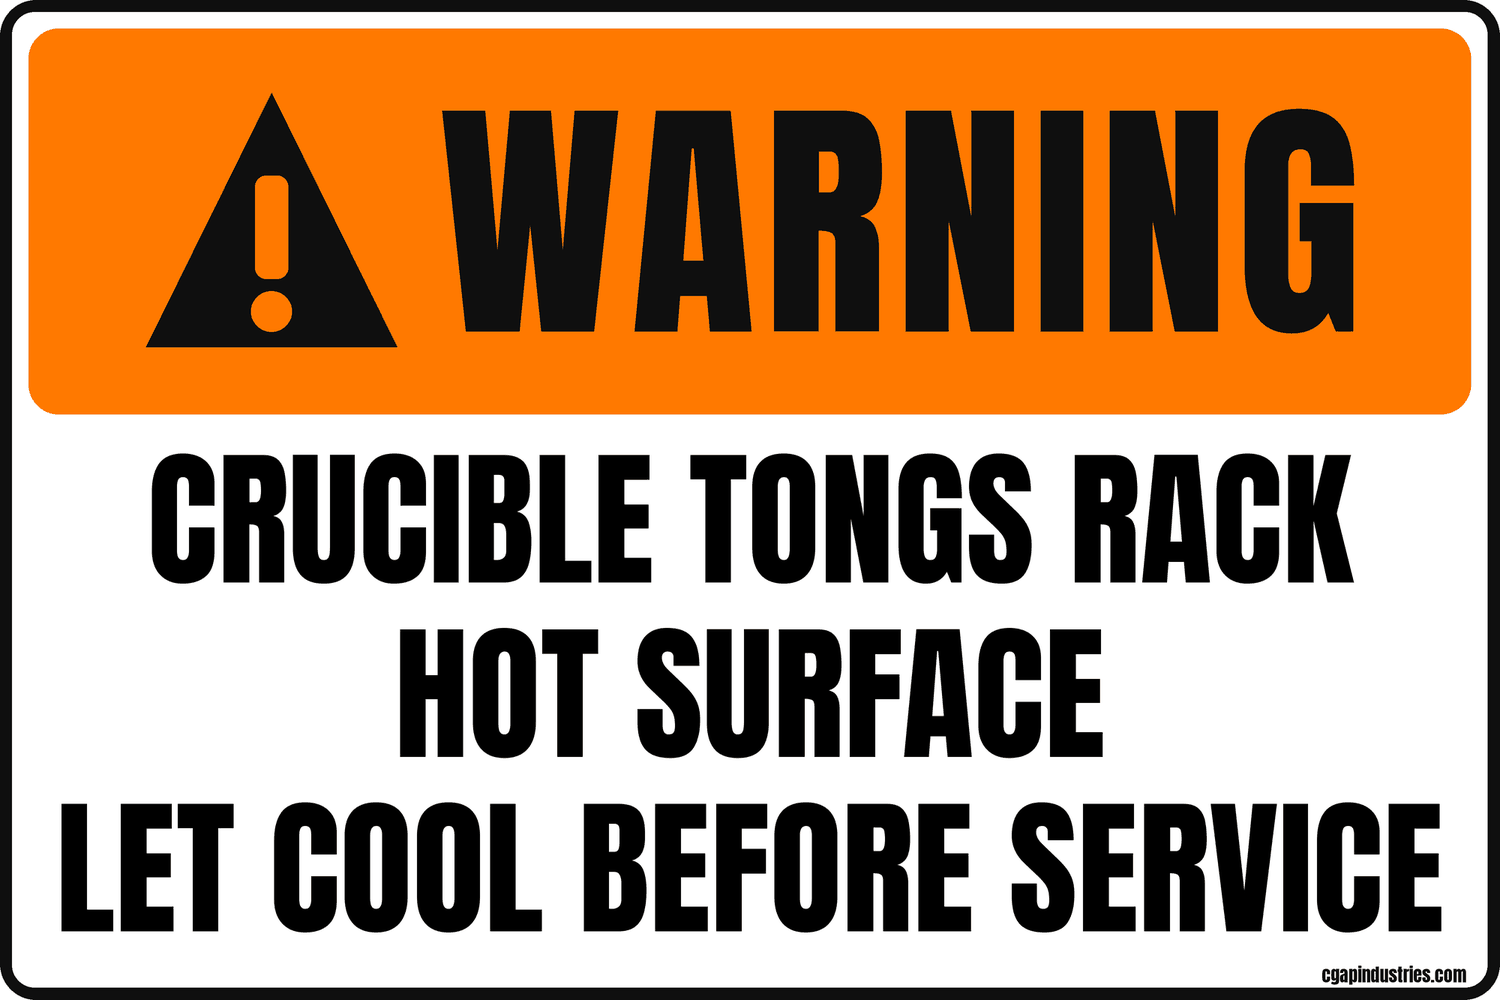 WARNING
CRUCIBLE TONGS RACK
HOT SURFACE
LET COOL BEFORE SERVICE
cgapindustries.com